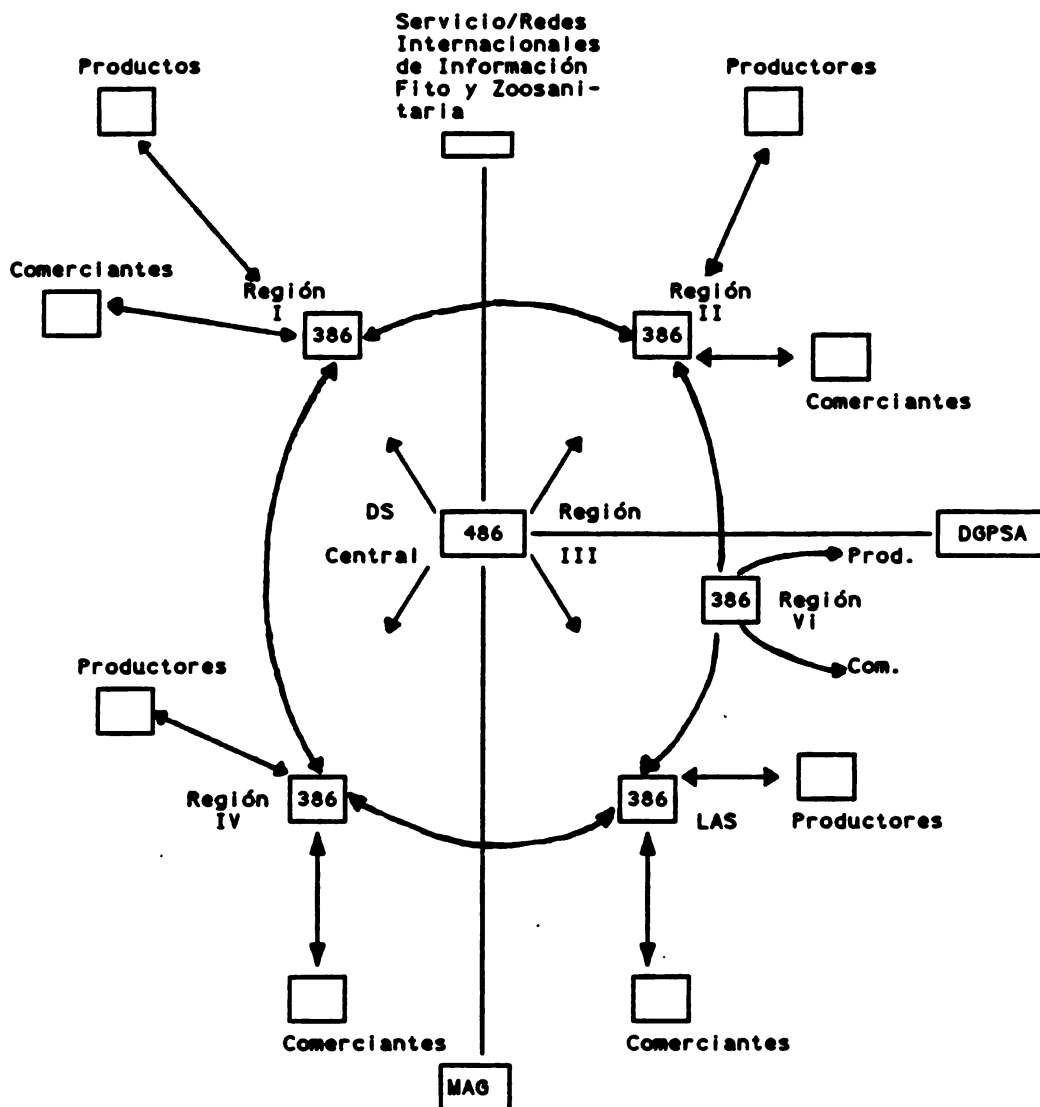 Servicio/Redes
Internacionales
de Información
Fito y Zoosani-
taria
Productos
Productores
Comerciantes
Región
I
386
Región
II
386
Comerciantes
DS
Central
486
Región
III
DGPSA
Prod.
386
Región
Vi
Com.
Productores
Región
IV
386
386
LAS
Productores
Comerciantes
Comerciantes
MAG